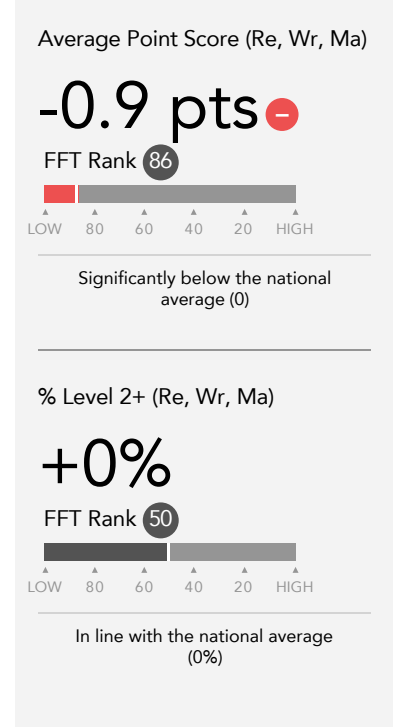 Average Point Score (Re, Wr, Ma)
-0.9 pts –
FFT Rank 86
LOW 80 60 40 20 HIGH
Significantly below the national
average (0)
% Level 2+ (Re, Wr, Ma)
+0%
FFT Rank 50
LOW 80 60 40 20 HIGH
In line with the national average
(0%)